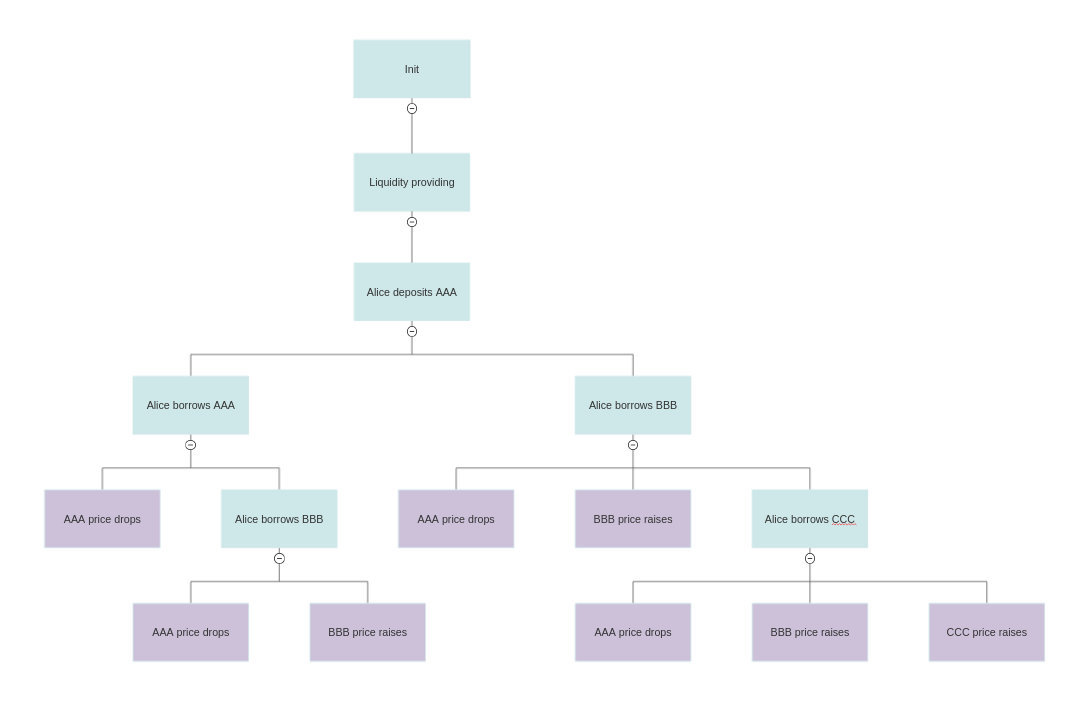 Init
Liquidity providing
Alice deposits AAA
Alice borrows AAA
Alice borrows BBB
AAA price drops
Alice borrows BBB
AAA price drops
BBB price raises
Alice borrows CCC
AAA price drops
BBB price raises
AAA price drops
BBB price raises
CCC price raises